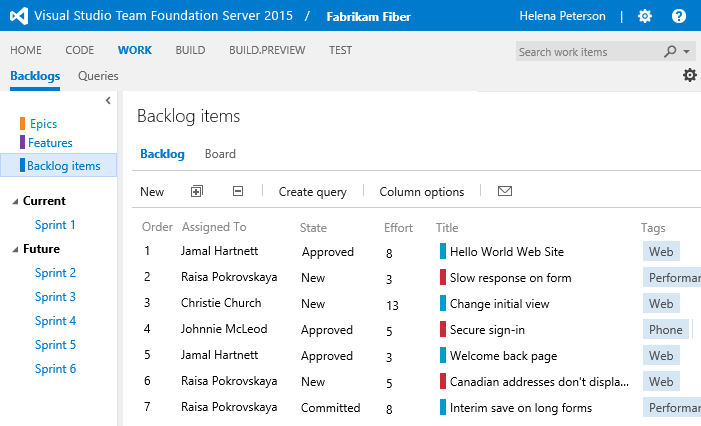 Visual Studio Team Foundation Server 2015 / Fabrikam Fiber Helena Peterson
HOME CODE WORK BUILD BUILD.PREVIEW TEST Search work items
Backlogs Queries
Epics
Features
Backlog items
Current
Sprint 1
Future
Sprint 2
Sprint 3
Sprint 4
Sprint 5
Sprint 6
Backlog items
Backlog Board
New Create query Column options
Order Assigned To State Effort Title Tags
1 Jamal Hartnett Approved 8 Hello World Web Site Web
2 Raisa Pokrovskaya New 3 Slow response on form Performan
3 Christie Church New 13 Change initial view Web
4 Johnnie McLeod Approved 5 Secure sign-in Phone
5 Jamal Hartnett Approved 3 Welcome back page Web
6 Raisa Pokrovskaya New 5 Canadian addresses don't displa... Web
7 Raisa Pokrovskaya Committed 8 Interim save on long forms Performan